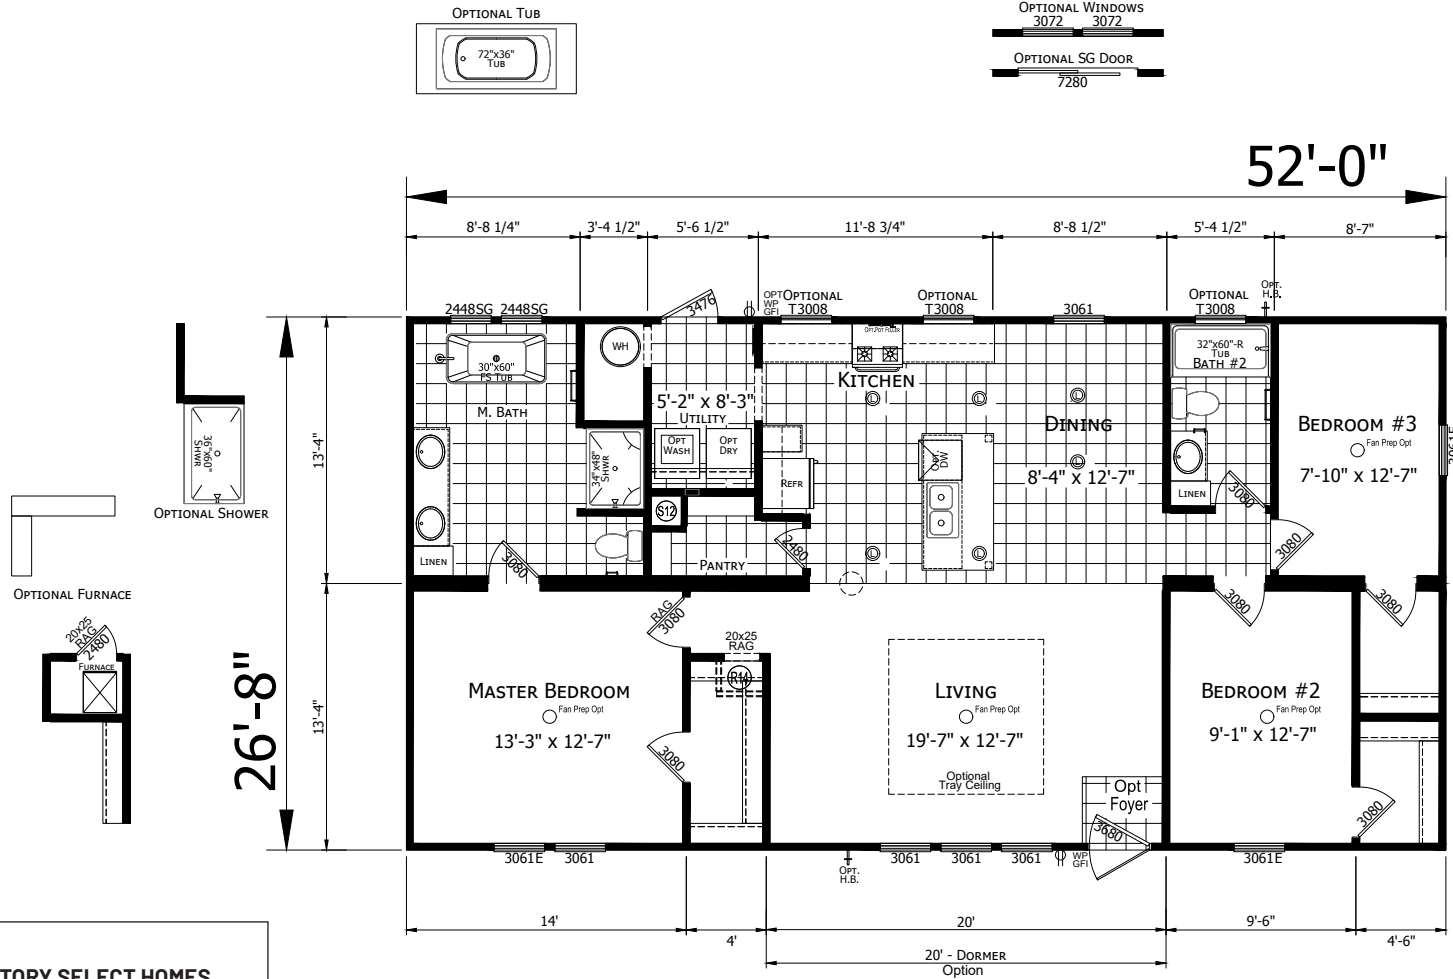 Optional Tub
72"x36"
Tub
Optional Windows
3072 3072
Optional SG Door
7280
52'-0"
8'-8 1/4" 3'-4 1/2" 5'-6 1/2" 11'-8 3/4" 8'-8 1/2" 5'-4 1/2" 8'-7"
2448SG 2448SG
3476
OPT
WP
GFI
Optional
T3008
Optional
T3008
3061
Optional
T3008
Opt.
H.B.
30"x60"
FS Tub
M. Bath
WH
5'-2" x 8'-3"
Utility
Opt
Wash
Opt
Dry
34"x48"
Shwr
Opt.Pot Filler
Kitchen
Refr
Opt.
DW
Dining
8'-4" x 12'-7"
32"x60"-R
Tub
Bath #2
Linen
3080
Bedroom #3
Fan Prep Opt
7'-10" x 12'-7"
3080
13'-4"
36"x60"
Shwr
Optional Shower
Linen
3080
S12
Pantry
2480
Optional Furnace
20x25
RAG
2480
Furnace
26'-8"
13'-4"
RAG
3080
20x25
RAG
R14
Master Bedroom
Fan Prep Opt
13'-3" x 12'-7"
3080
Living
Fan Prep Opt
19'-7" x 12'-7"
Optional
Tray Ceiling
Opt
Foyer
3680
3080
3080
Bedroom #2
Fan Prep Opt
9'-1" x 12'-7"
3080
3061E 3061
Opt.
H.B.
3061 3061 3061
WP
GFI
3061E
14' 4' 20' 9'-6" 4'-6"
20' - Dormer
Option
TORY SELECT HOMES